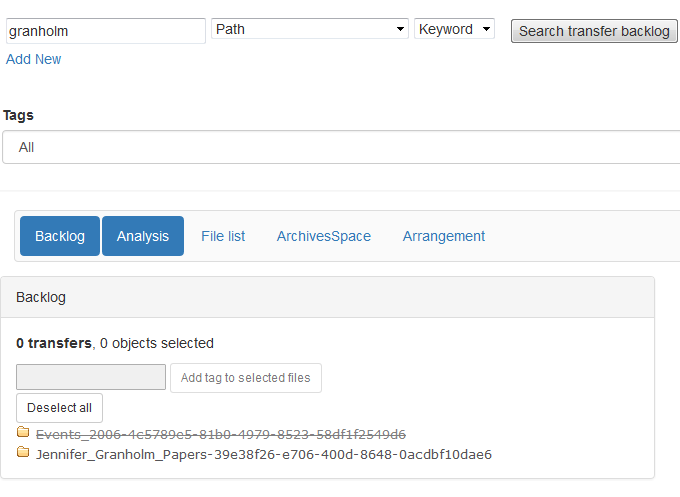 granholm Path Keyword Search transfer backlog
Add New
Tags
All
Backlog Analysis File list ArchivesSpace Arrangement
Backlog
0 transfers, 0 objects selected
Add tag to selected files
Deselect all
Events_2006-4c5789e5-81b0-4979-8523-58df1f2549d6
Jennifer_Granholm_Papers-39e38f26-e706-400d-8648-0acdbf10dae6